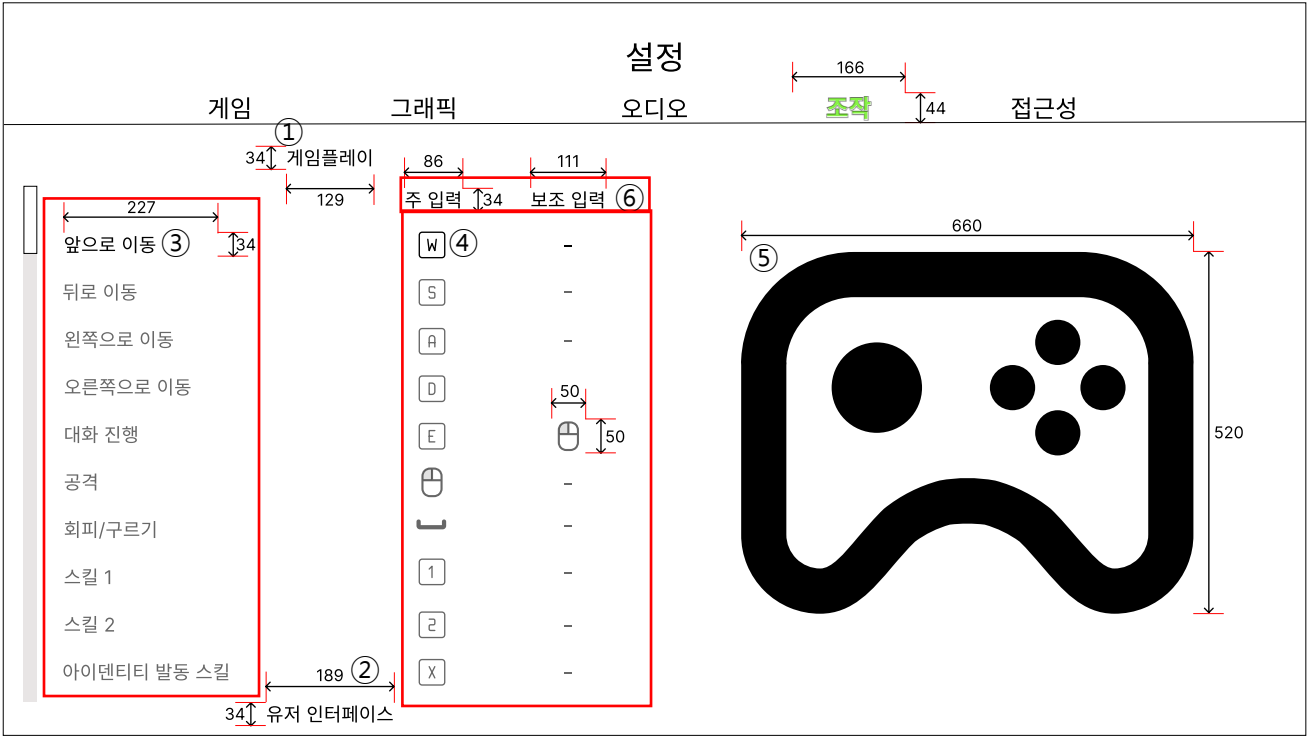 설정
166
게임 그래픽 오디오 조작 44 접근성
①
34 게임플레이 86 111
129 주 입력 34 보조 입력 ⑥
227
앞으로 이동 ③ 34 W ④ -
660
⑤
뒤로 이동 S -
왼쪽으로 이동 A -
오른쪽으로 이동 D
50
대화 진행 E 50
520
공격 -
회피/구르기 -
스킬 1 1 -
스킬 2 2 -
아이덴티티 발동 스킬 X -
189 ②
34 유저 인터페이스